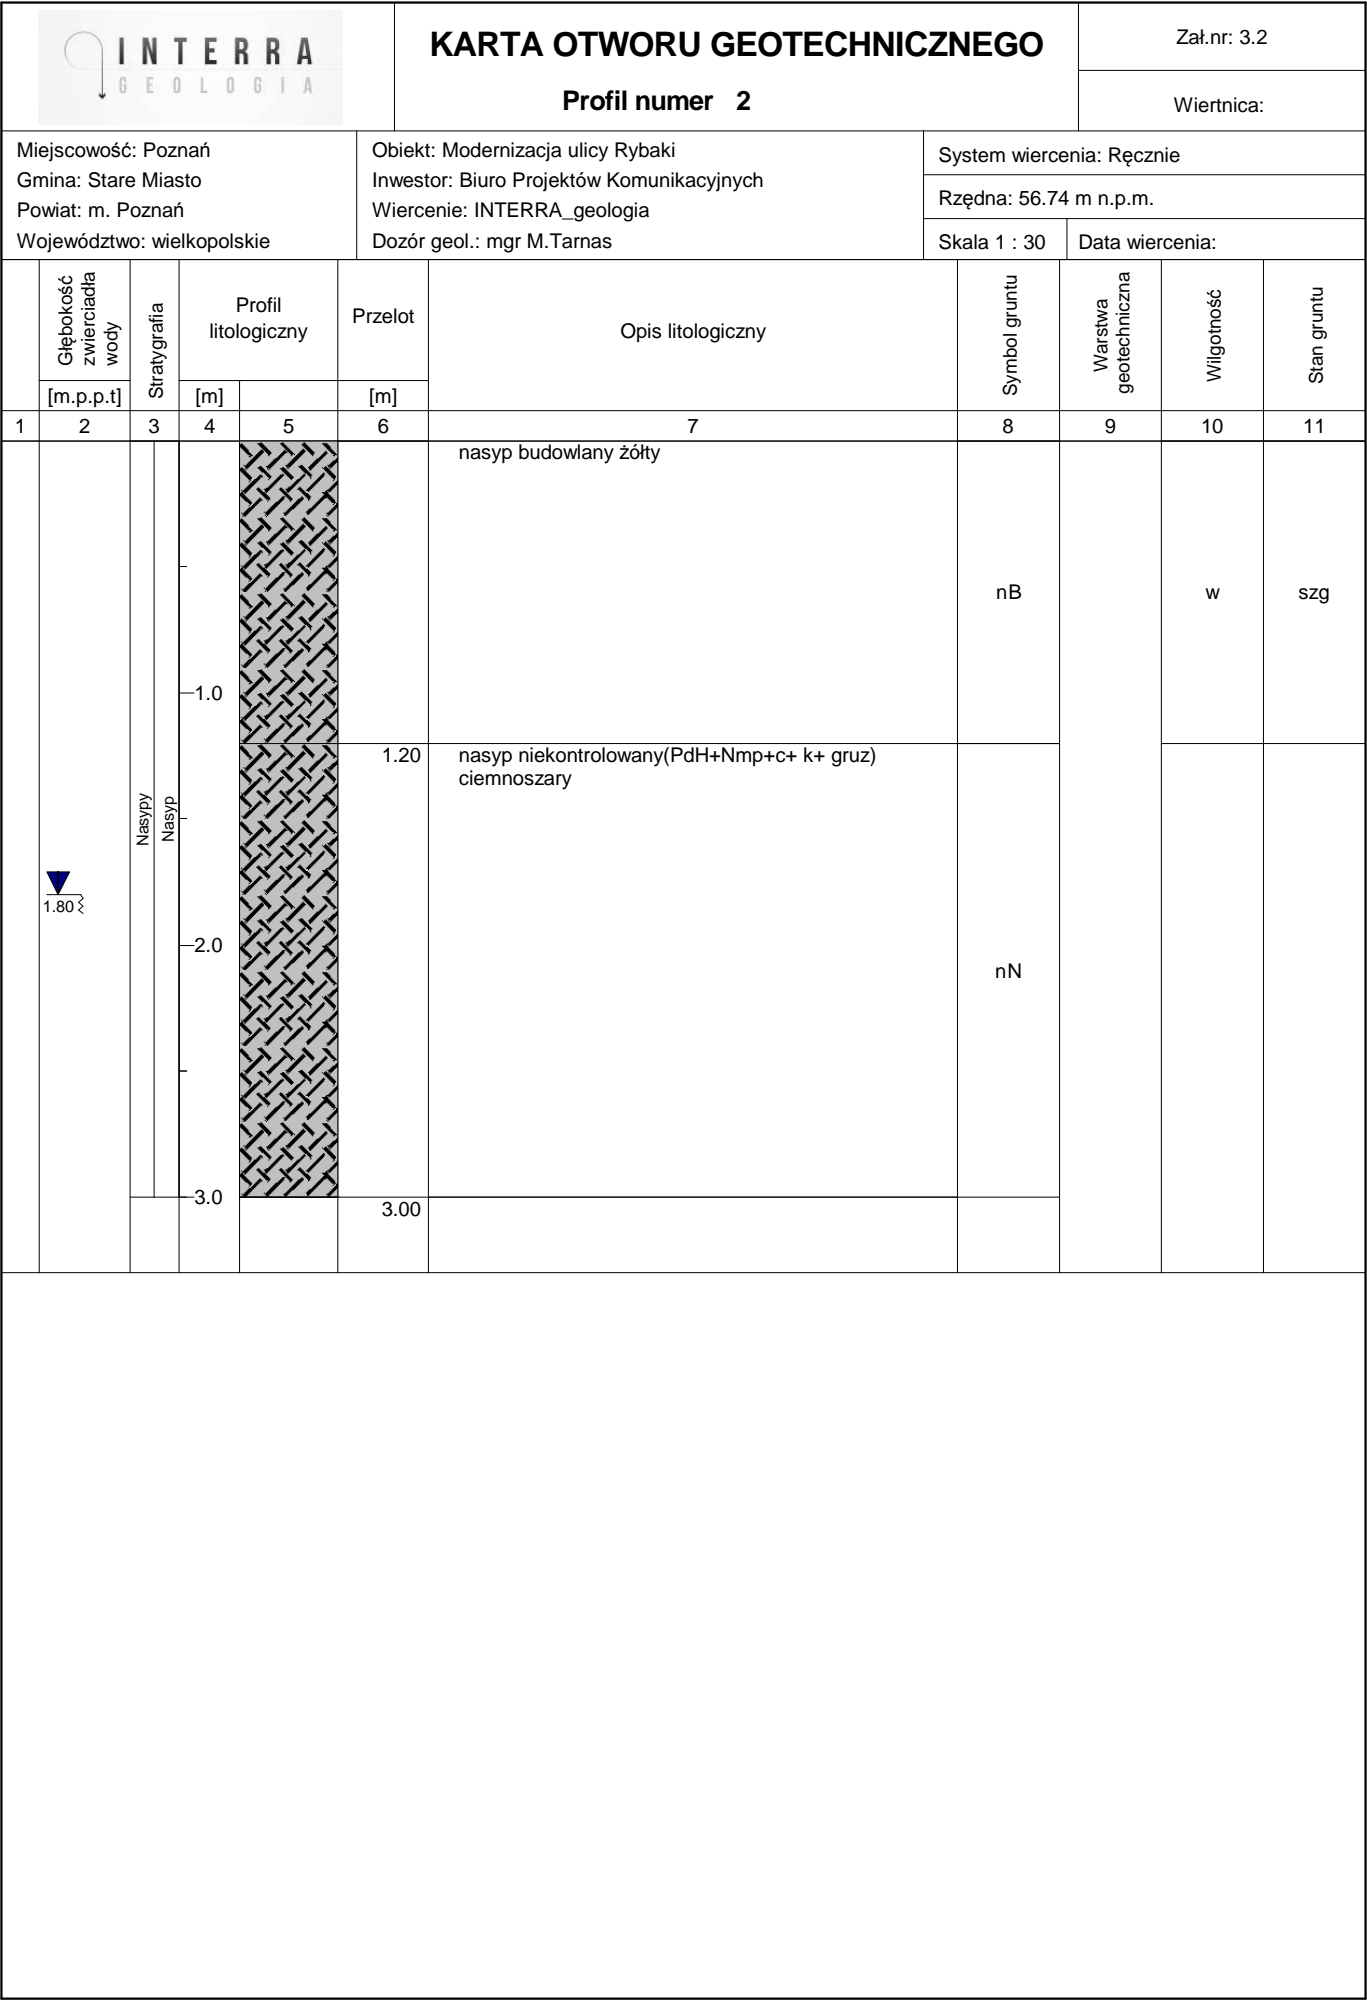 INTERRA
GEOLOGIA
KARTA OTWORU GEOTECHNICZNEGO
Profil numer 2
Zał.nr: 3.2
Wiertnica:
Miejscowość: Poznań
Gmina: Stare Miasto
Powiat: m. Poznań
Województwo: wielkopolskie
Obiekt: Modernizacja ulicy Rybaki
Inwestor: Biuro Projektów Komunikacyjnych
Wiercenie: INTERRA_geologia
Dozór geol.: mgr M.Tarnas
System wiercenia: Ręcznie
Rzędna: 56.74 m n.p.m.
Skala 1 : 30
Data wiercenia:
Głębokość
zwierciadła
wody
[m.p.p.t]
Stratygrafia
Profil
litologiczny
[m]
Przelot
[m]
Opis litologiczny
Symbol gruntu
Warstwa
geotechniczna
Wilgotność
Stan gruntu
1 2 3 4 5 6 7 8 9 10 11
nasyp budowlany żółty
nB w szg
1.0
1.20 nasyp niekontrolowany(PdH+Nmp+c+ k+ gruz)
ciemnoszary
Nasypy
Nasyp
1.80
2.0
nN
3.0
3.00